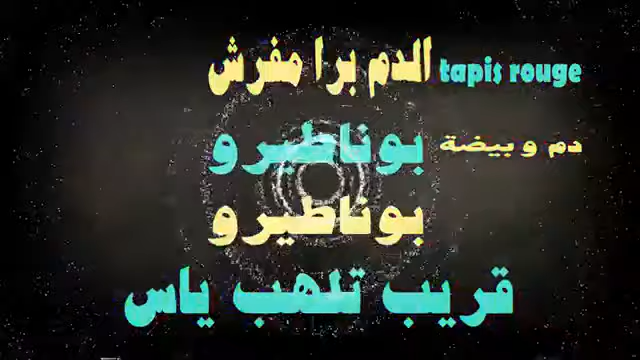 الدم برا مفرش tapis rouge
بوناطيرو دم و بيضة
بوناطيرو
قريب تلهب ياس